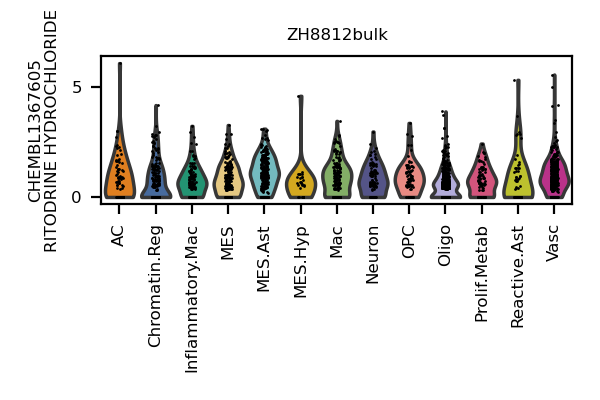 ZH8812bulk
CHEMBL1367605
RITODRINE HYDROCHLORIDE
5
0
AC
Chromatin.Reg
Inflammatory.Mac
MES
MES.Ast
MES.Hyp
Mac
Neuron
OPC
Oligo
Prolif.Metab
Reactive.Ast
Vasc